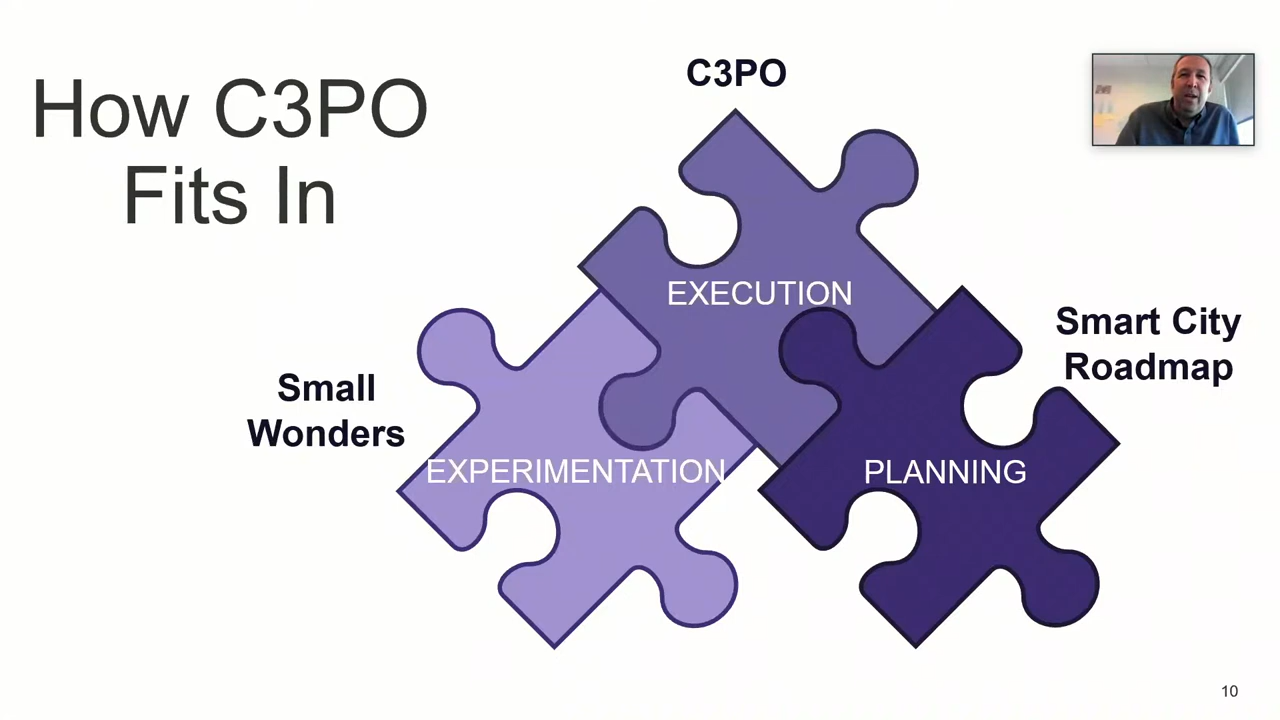 How C3PO
Fits In
C3PO
EXECUTION
Smart City
Roadmap
Small
Wonders
EXPERIMENTATION
PLANNING
10